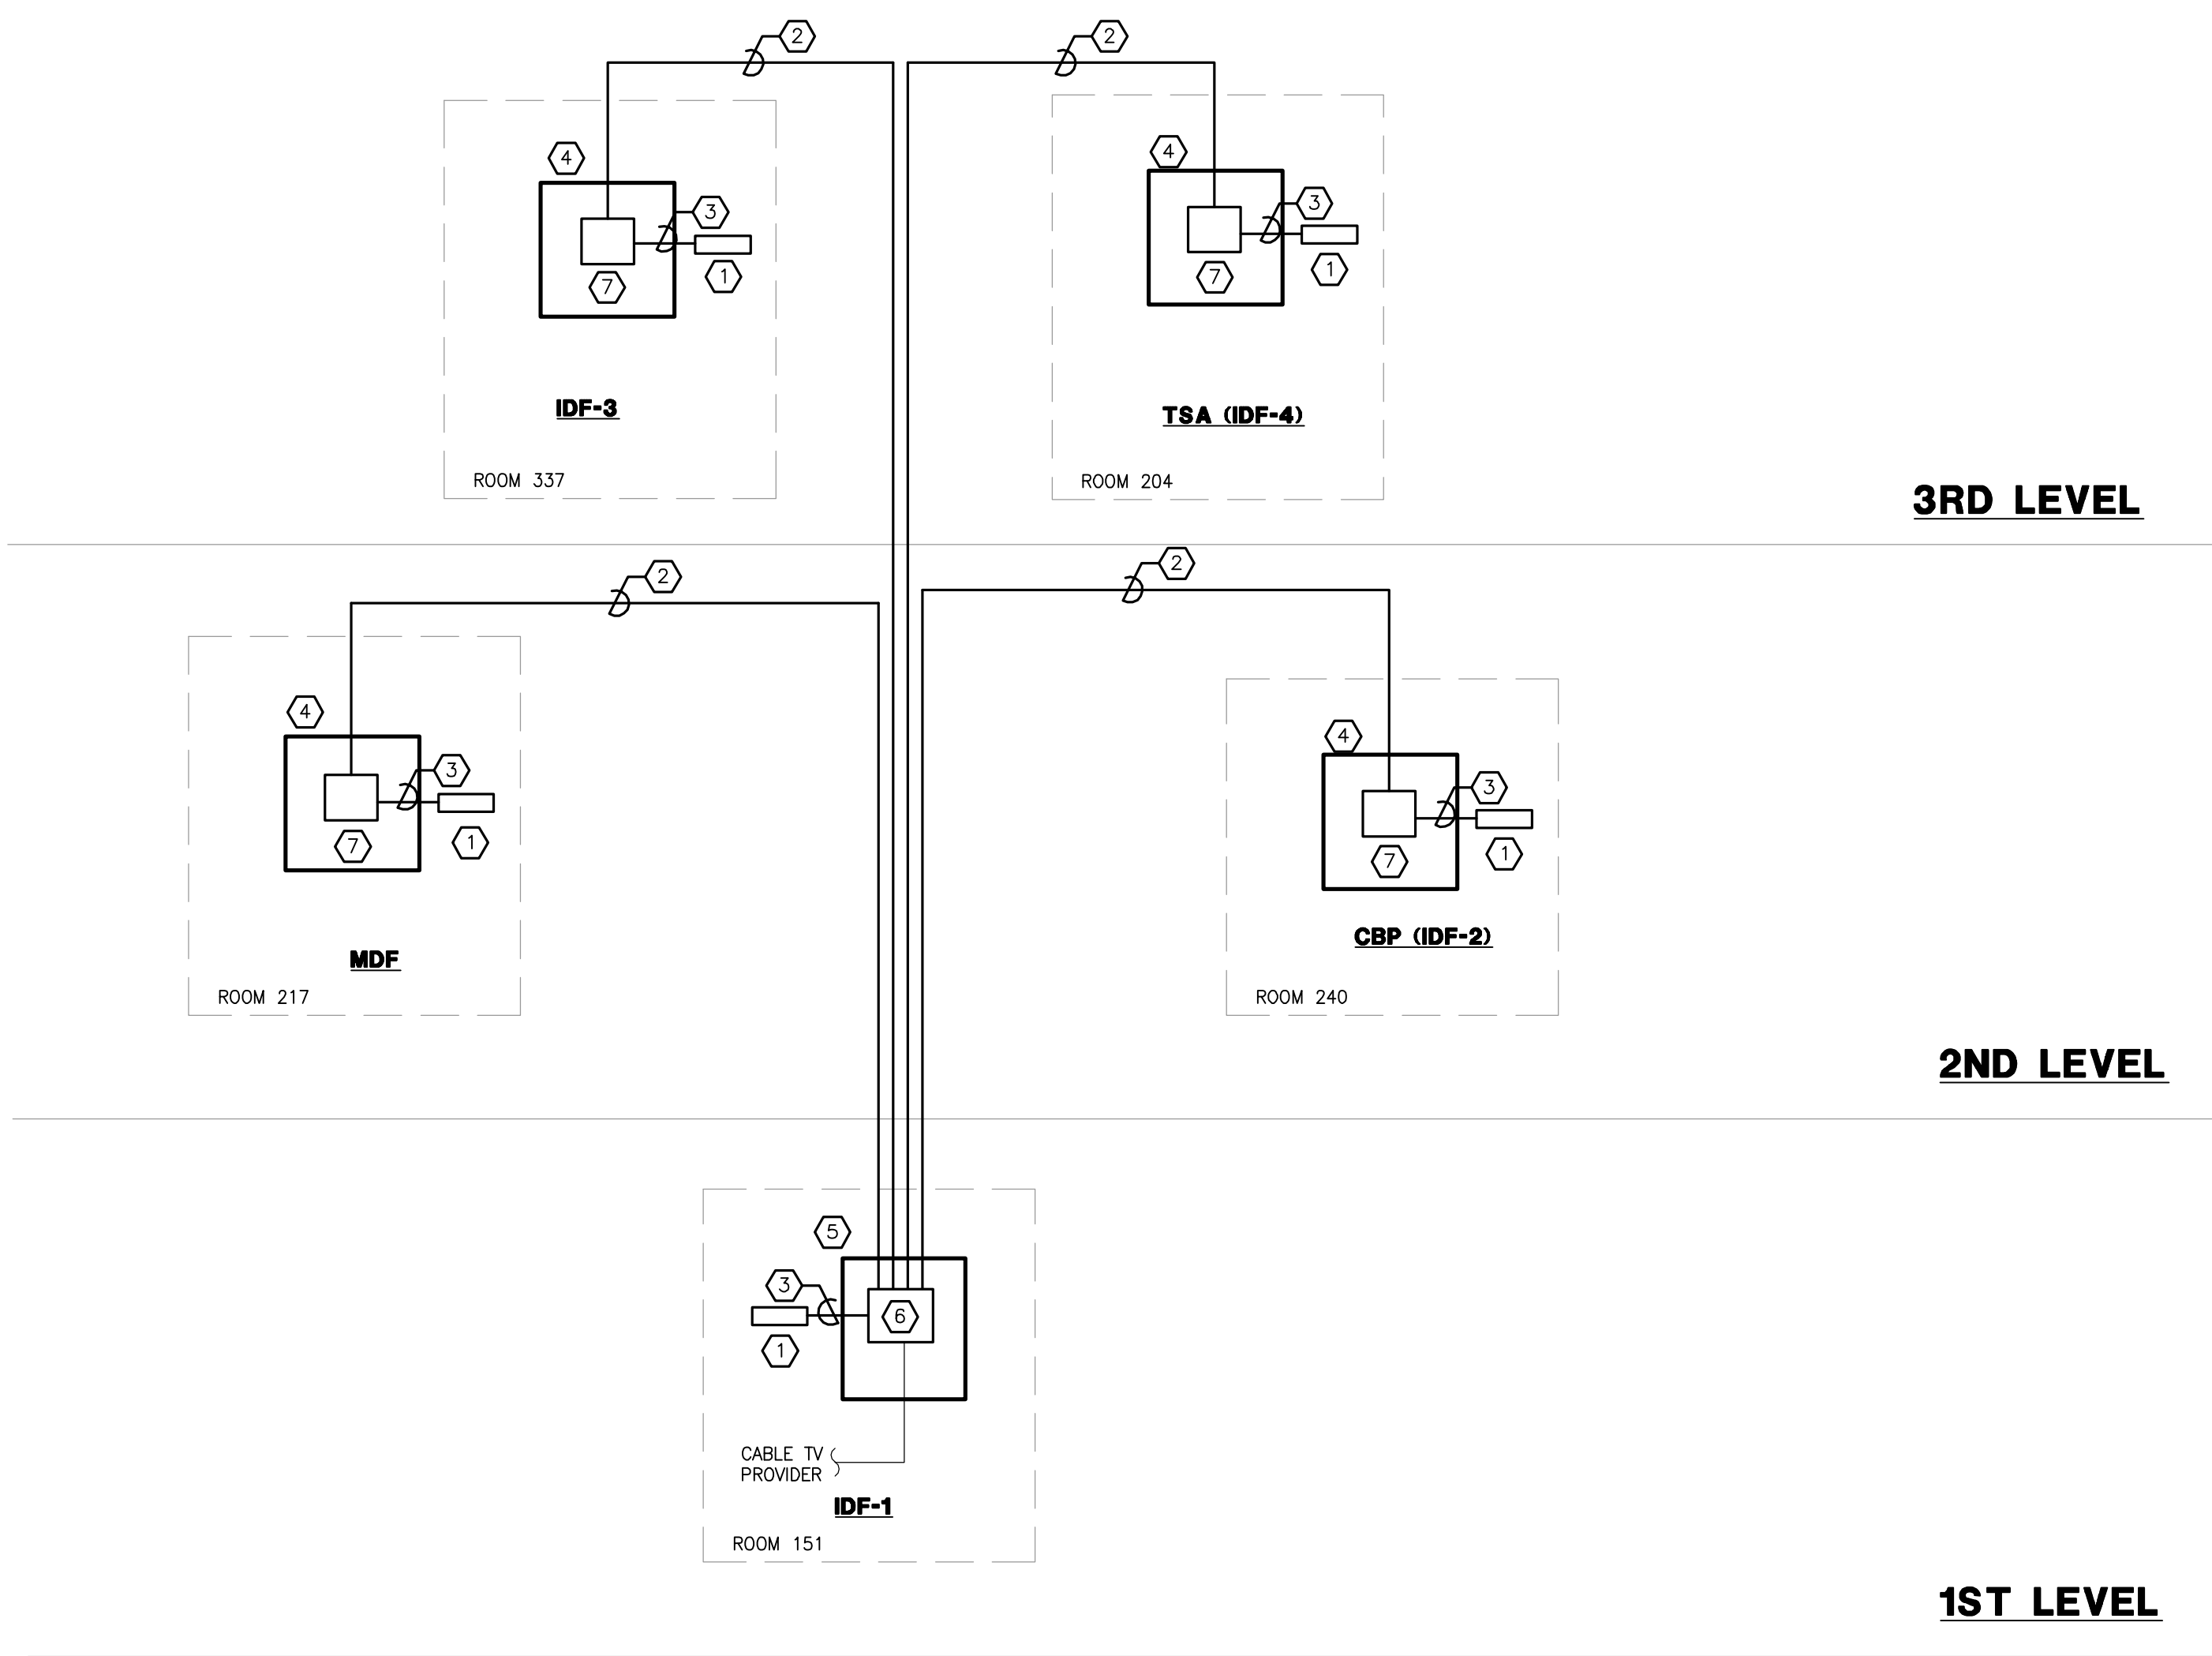 2
2
4
3
7
1
IDF-3
ROOM 337
4
3
7
1
TSA (IDF-4)
ROOM 204
3RD LEVEL
2
2
4
3
7
1
MDF
ROOM 217
4
3
7
1
CBP (IDF-2)
ROOM 240
2ND LEVEL
5
3
6
1
CABLE TV
PROVIDER
IDF-1
ROOM 151
1ST LEVEL